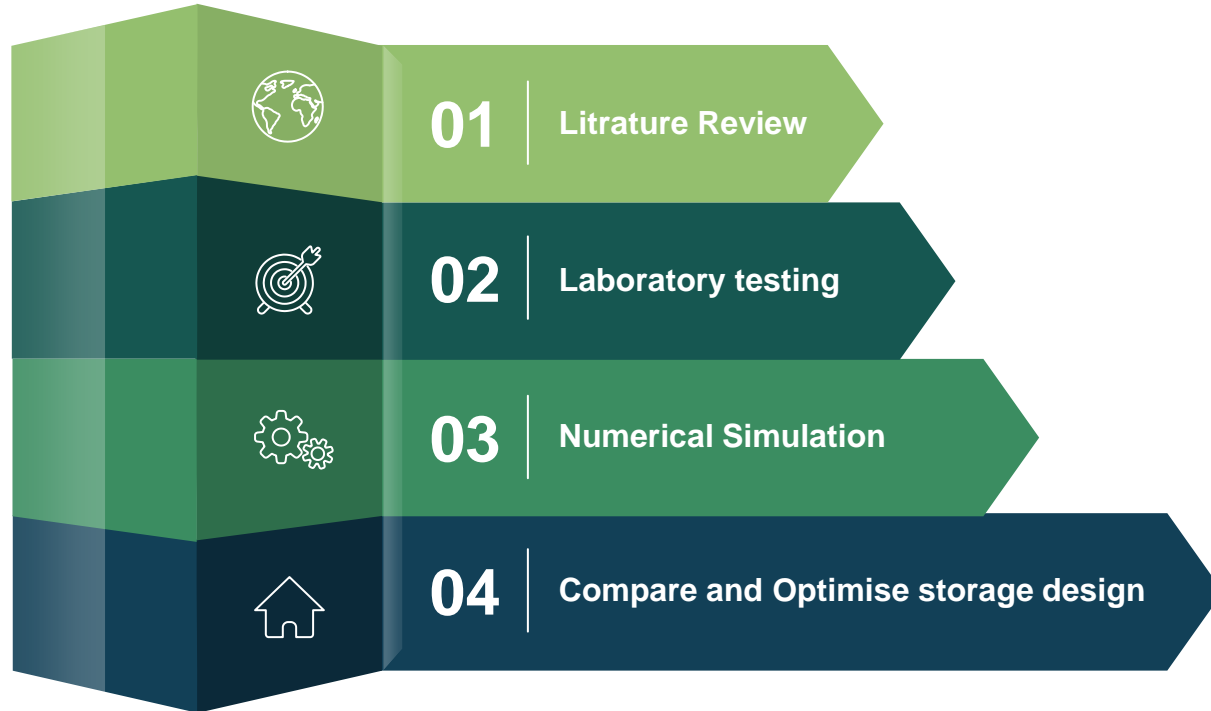 01 Litrature Review
02 Laboratory testing
03 Numerical Simulation
04 Compare and Optimise storage design